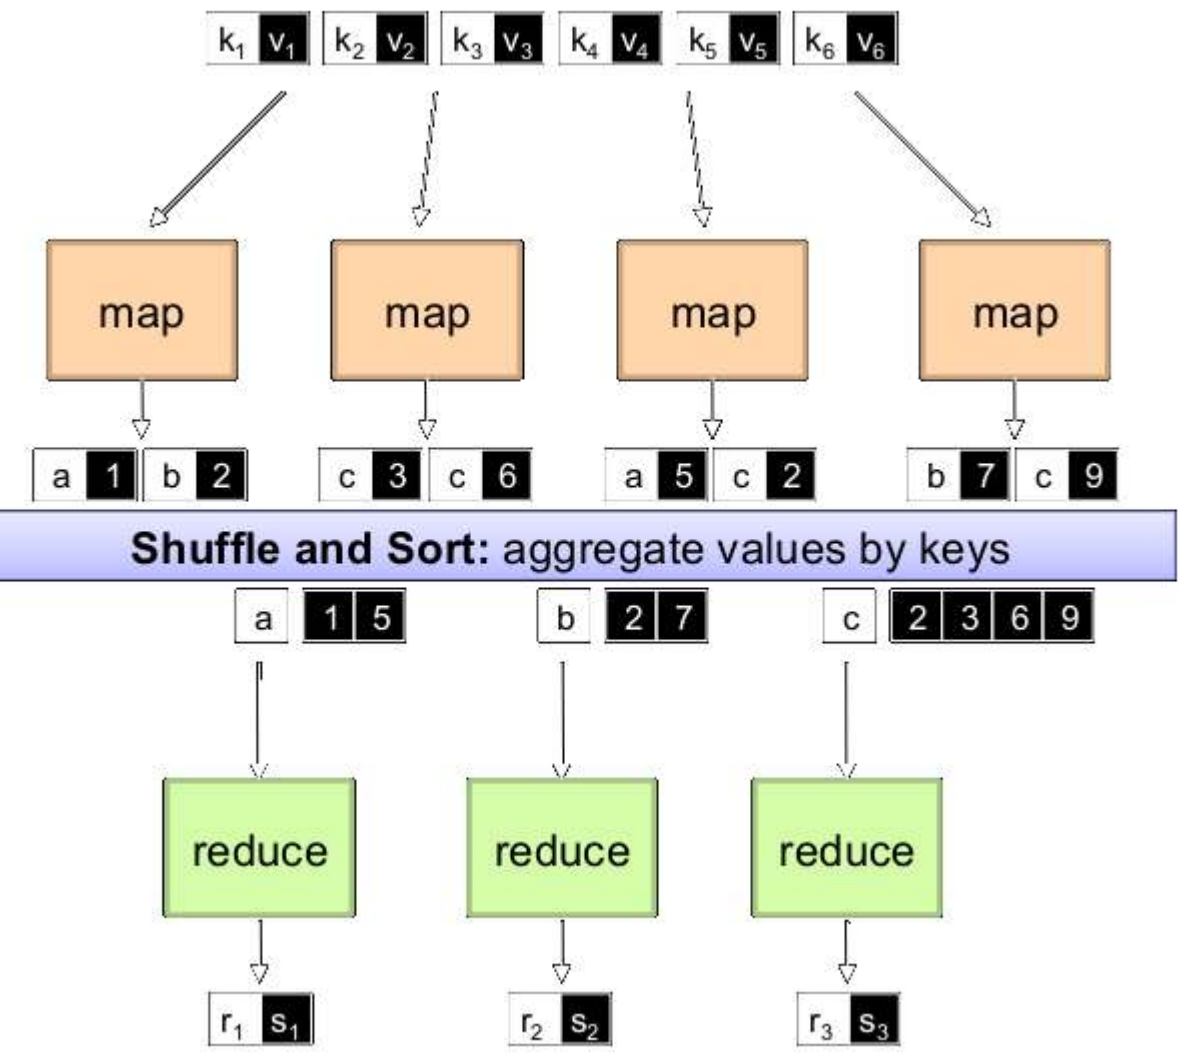 k₁ v₁ k₂ v₂ k₃ v₃ k₄ v₄ k₅ v₅ k₆ v₆
map map map map
a 1 b 2 c 3 c 6 a 5 c 2 b 7 c 9
Shuffle and Sort: aggregate values by keys
a 1 5 b 2 7 c 2 3 6 9
reduce reduce reduce
r₁ s₁ r₂ s₂ r₃ s₃